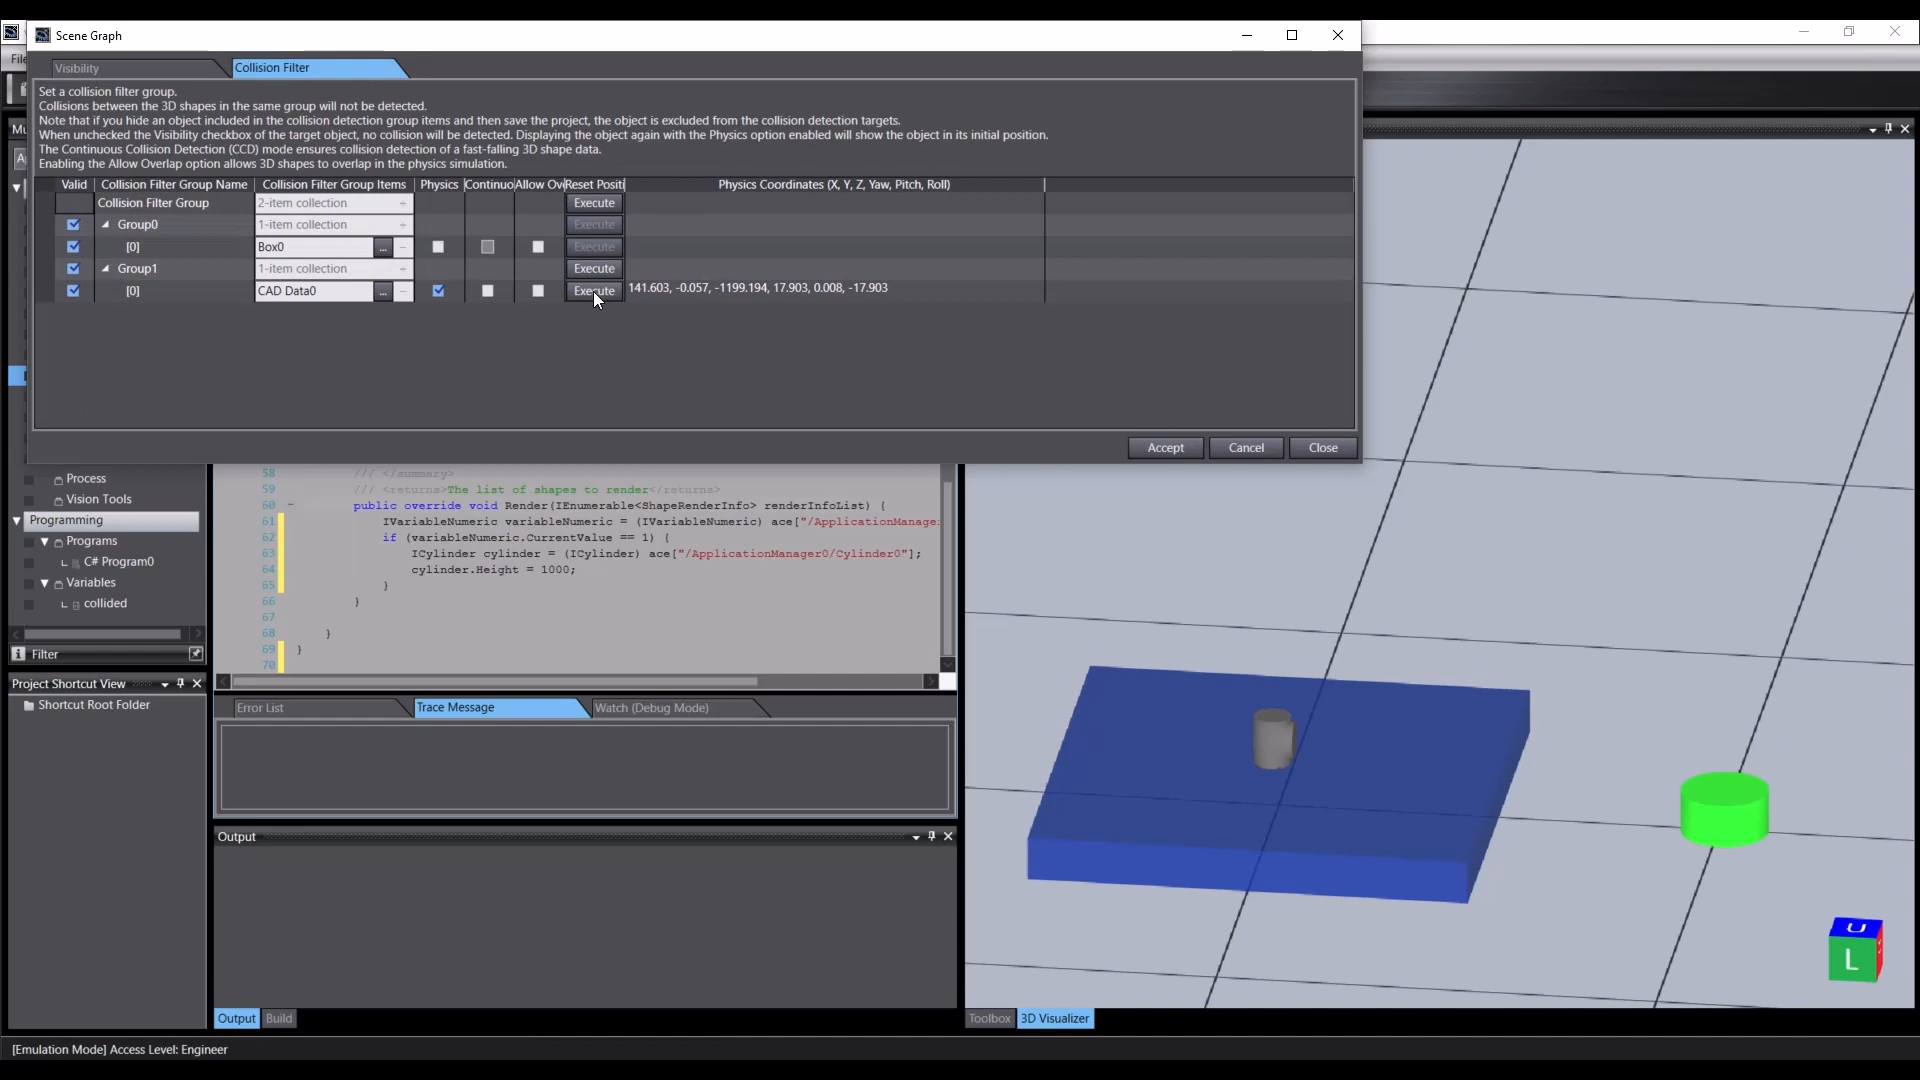 Scene Graph
File
Visibility
Collision Filter
Set a collision filter group.
Collisions between the 3D shapes in the same group will not be detected.
Note that if you hide an object included in the collision detection group items and then save the project, the object is excluded from the collision detection targets.
When unchecked the Visibility checkbox of the target object, no collision will be detected. Displaying the object again with the Physics option enabled will show the object in its initial position.
The Continuous Collision Detection (CCD) mode ensures collision detection of a fast-falling 3D shape data.
Enabling the Allow Overlap option allows 3D shapes to overlap in the physics simulation.
Valid Collision Filter Group Name Collision Filter Group Items Physics Continuo Allow Ov Reset Positi Physics Coordinates (X, Y, Z, Yaw, Pitch, Roll)
Collision Filter Group 2-item collection + Execute
Group0 1-item collection + Execute
[0] Box0 ... − Execute
Group1 1-item collection + Execute
[0] CAD Data0 ... − Execute 141.603, -0.057, -1199.194, 17.903, 0.008, -17.903
Accept Cancel Close
Process
Vision Tools
Programming
Programs
C# Program0
Variables
collided
Filter
58 /// </summary>
59 /// <returns>The list of shapes to render</returns>
60 public override void Render(IEnumerable<ShapeRenderInfo> renderInfoList) {
61 IVariableNumeric variableNumeric = (IVariableNumeric) ace["/ApplicationManage
62 if (variableNumeric.CurrentValue == 1) {
63 ICylinder cylinder = (ICylinder) ace["/ApplicationManager0/Cylinder0"];
64 cylinder.Height = 1000;
65 }
66 }
67
68 }
69 }
70
Project Shortcut View
Shortcut Root Folder
Error List Trace Message Watch (Debug Mode)
Output
Output Build
Toolbox 3D Visualizer
U
L
[Emulation Mode] Access Level: Engineer